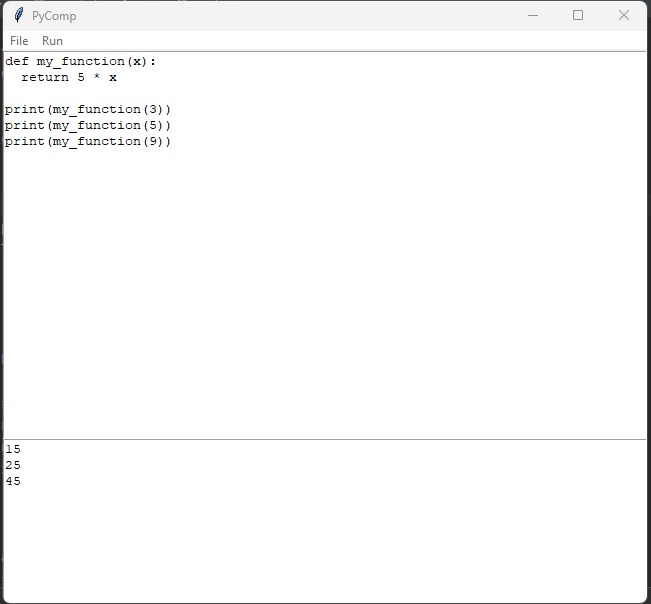 PyComp
File Run
def my_function(x):
  return 5 * x

print(my_function(3))
print(my_function(5))
print(my_function(9))
15
25
45